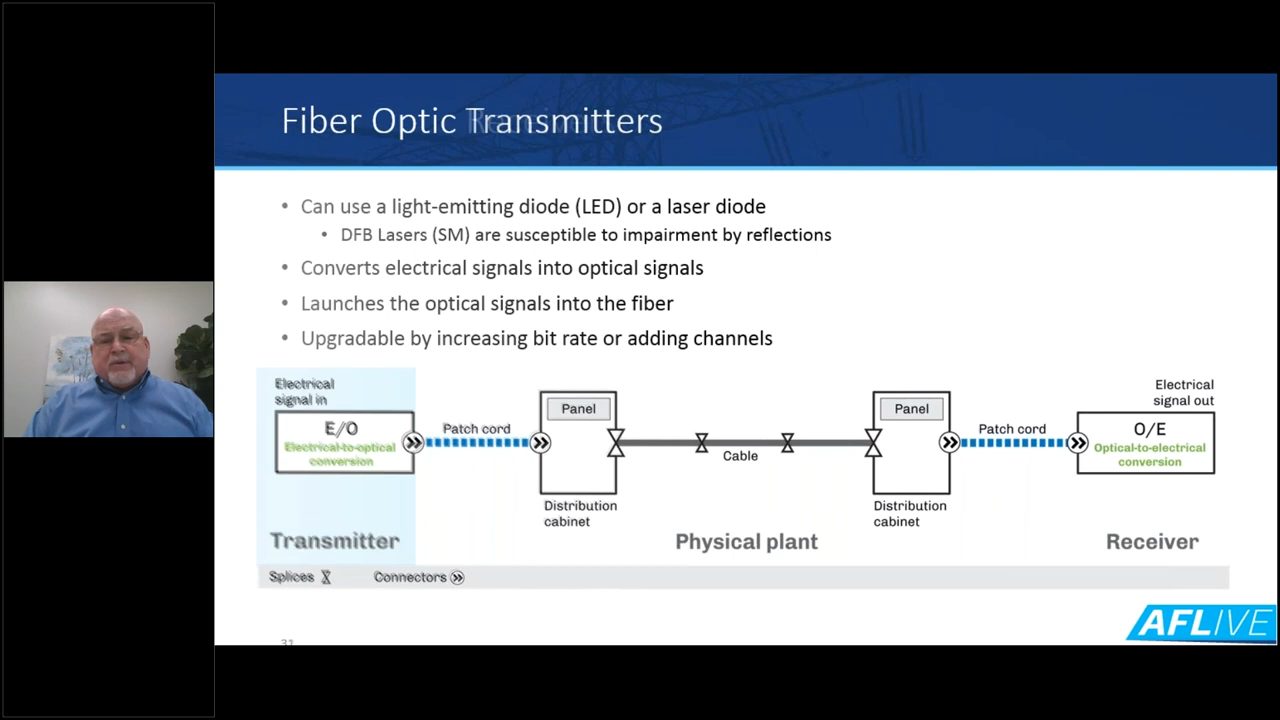 Fiber Optic Transmitters
• Can use a light-emitting diode (LED) or a laser diode
• DFB Lasers (SM) are susceptible to impairment by reflections
• Converts electrical signals into optical signals
• Launches the optical signals into the fiber
• Upgradable by increasing bit rate or adding channels
Electrical
signal in
E/O
Electrical-to-optical
conversion
Transmitter
Patch cord
Panel
Distribution
cabinet
Cable
Physical plant
Panel
Distribution
cabinet
Patch cord
Electrical
signal out
O/E
Optical-to-electrical
conversion
Receiver
Splices
Connectors
31
AFLIVE